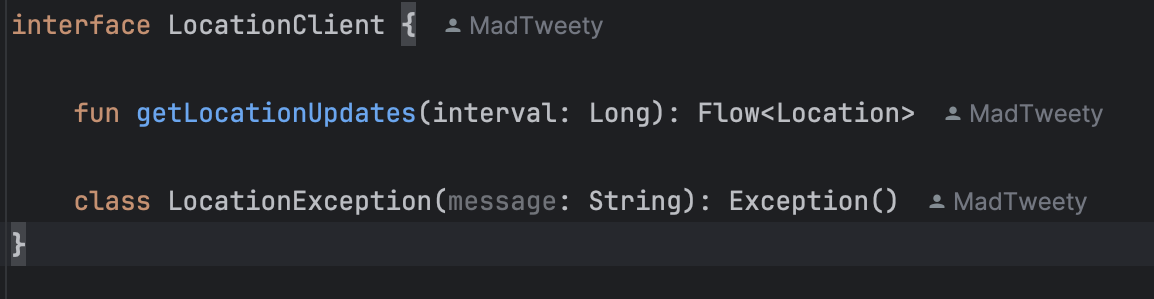 interface LocationClient { MadTweety
fun getLocationUpdates(interval: Long): Flow<Location> MadTweety
class LocationException(message: String): Exception() MadTweety
}